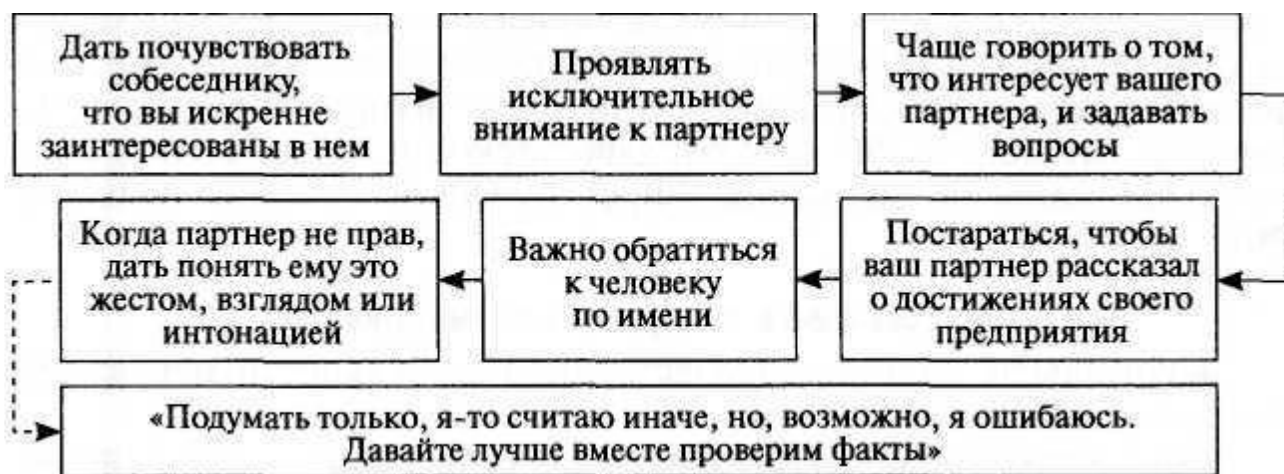 Дать почувствовать
собеседнику,
что вы искренне
заинтересованы в нем
Проявлять
исключительное
внимание к партнеру
Чаще говорить о том,
что интересует вашего
партнера, и задавать
вопросы
Постараться, чтобы
ваш партнер рассказал
о достижениях своего
предприятия
Важно обратиться
к человеку
по имени
Когда партнер не прав,
дать понять ему это
жестом, взглядом или
интонацией
«Подумать только, я-то считаю иначе, но, возможно, я ошибаюсь.
Давайте лучше вместе проверим факты»